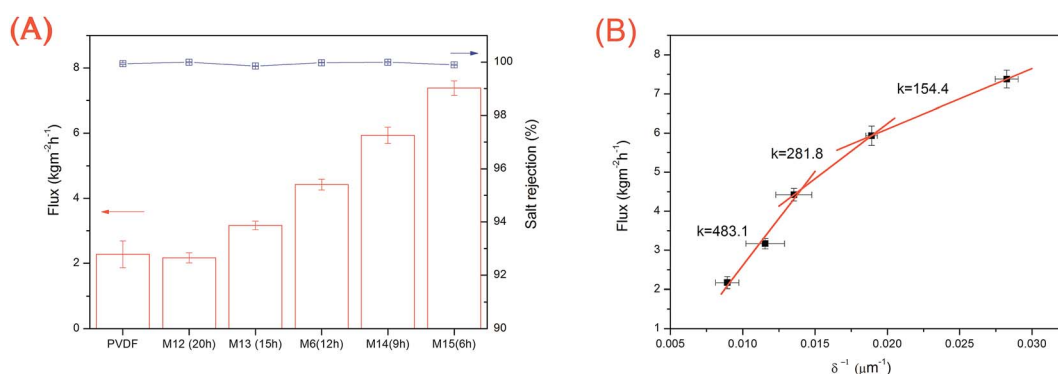 (A)
Flux (kgm⁻²h⁻¹)
8
6
4
2
0
100
98
96
94
92
90
Salt rejection (%)
PVDF M12 (20h) M13 (15h) M6(12h) M14(9h) M15(6h)
(B)
Flux (kgm⁻²h⁻¹)
8
7
6
5
4
3
2
1
k=154.4
k=281.8
k=483.1
0.005 0.010 0.015 0.020 0.025 0.030
δ⁻¹ (μm⁻¹)